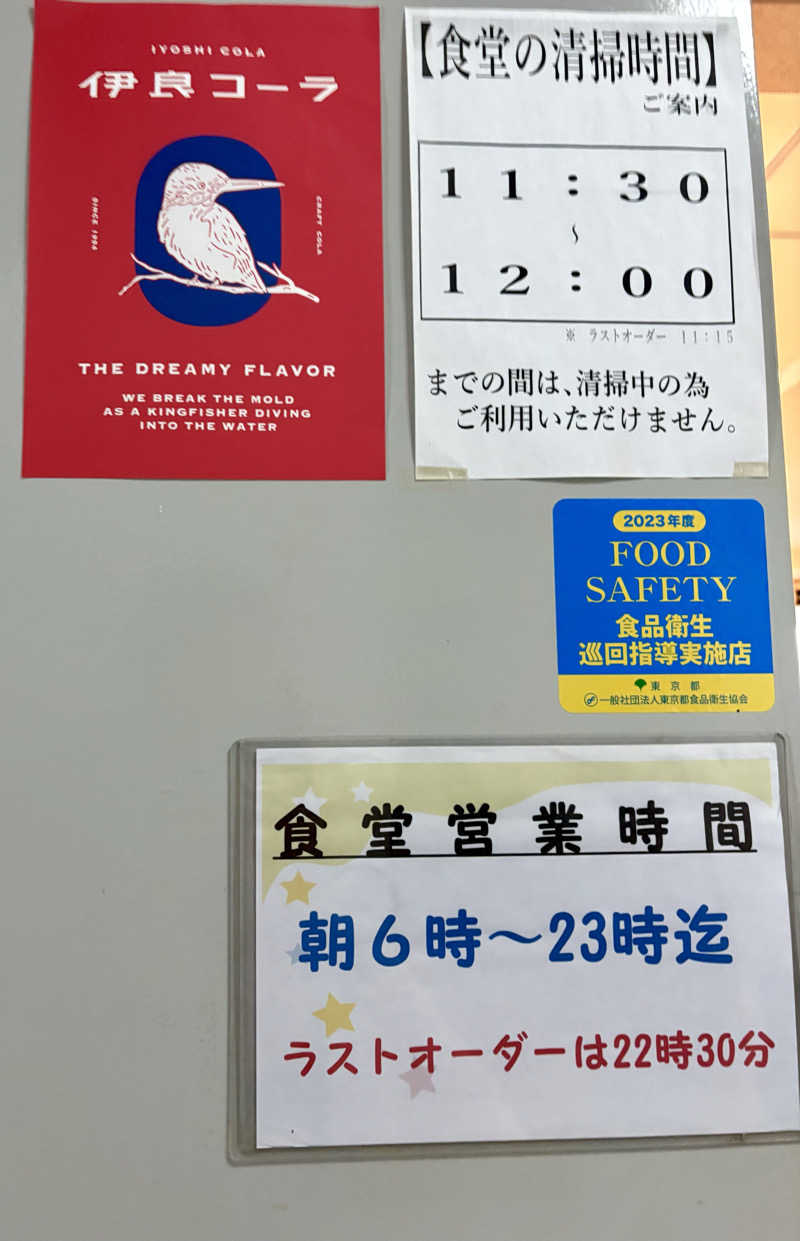 IYOSHI COLA
伊良コーラ
SINCE 1996
CRAFT COLA
THE DREAMY FLAVOR
WE BREAK THE MOLD
AS A KINGFISHER DIVING
INTO THE WATER
【食堂の清掃時間】
ご案内
11:30
～
12:00
※ ラストオーダー 11:15
までの間は、清掃中の為
ご利用いただけません。
2023年度
FOOD
SAFETY
食品衛生
巡回指導実施店
東京都
一般社団法人東京都食品衛生協会
食堂営業時間
朝6時～23時迄
ラストオーダーは22時30分